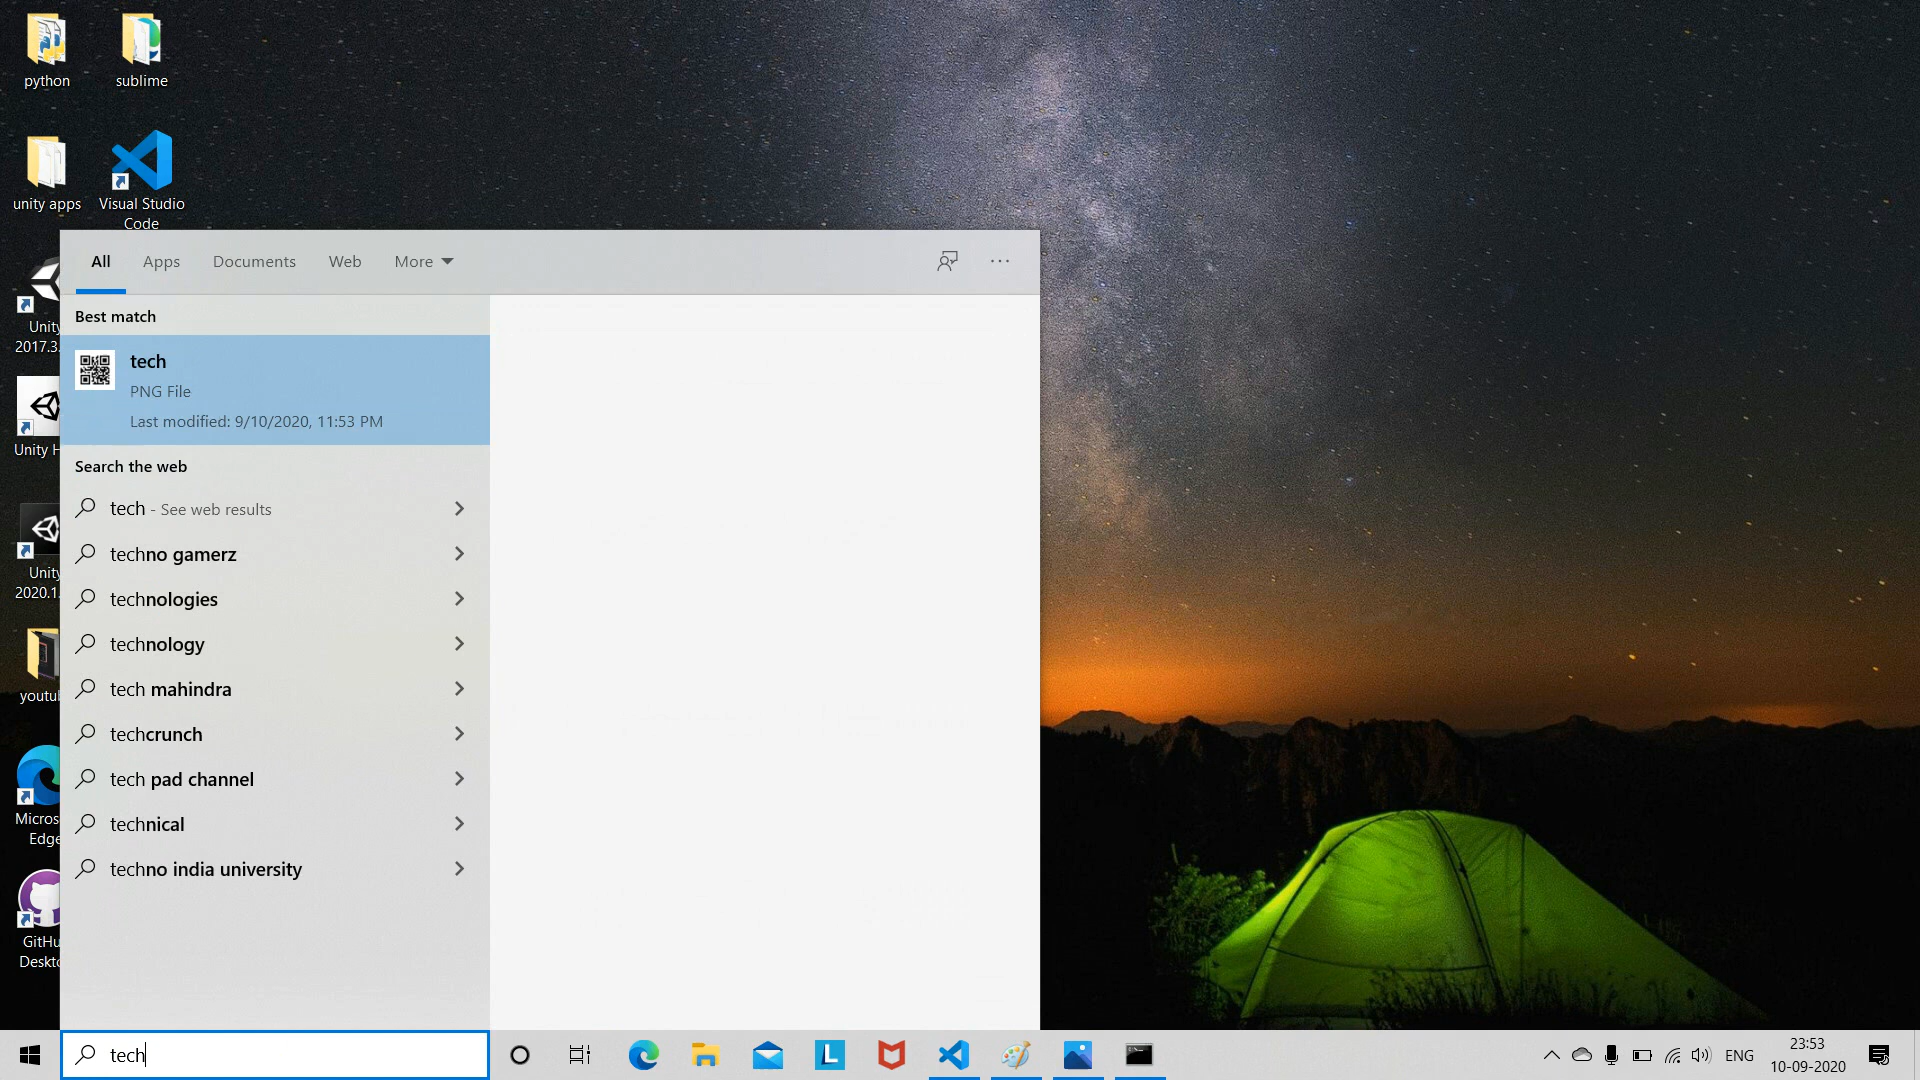 python
sublime
unity apps
Visual Studio
Code
All
Apps
Documents
Web
More
Best match
tech
PNG File
Last modified: 9/10/2020, 11:53 PM
Search the web
tech - See web results
techno gamerz
technologies
technology
tech mahindra
techcrunch
tech pad channel
technical
techno india university
Unity
2017.3.
Unity H
Unity
2020.1.
youtub
Micros
Edge
GitHu
Deskto
tech
L
ENG
23:53
10-09-2020